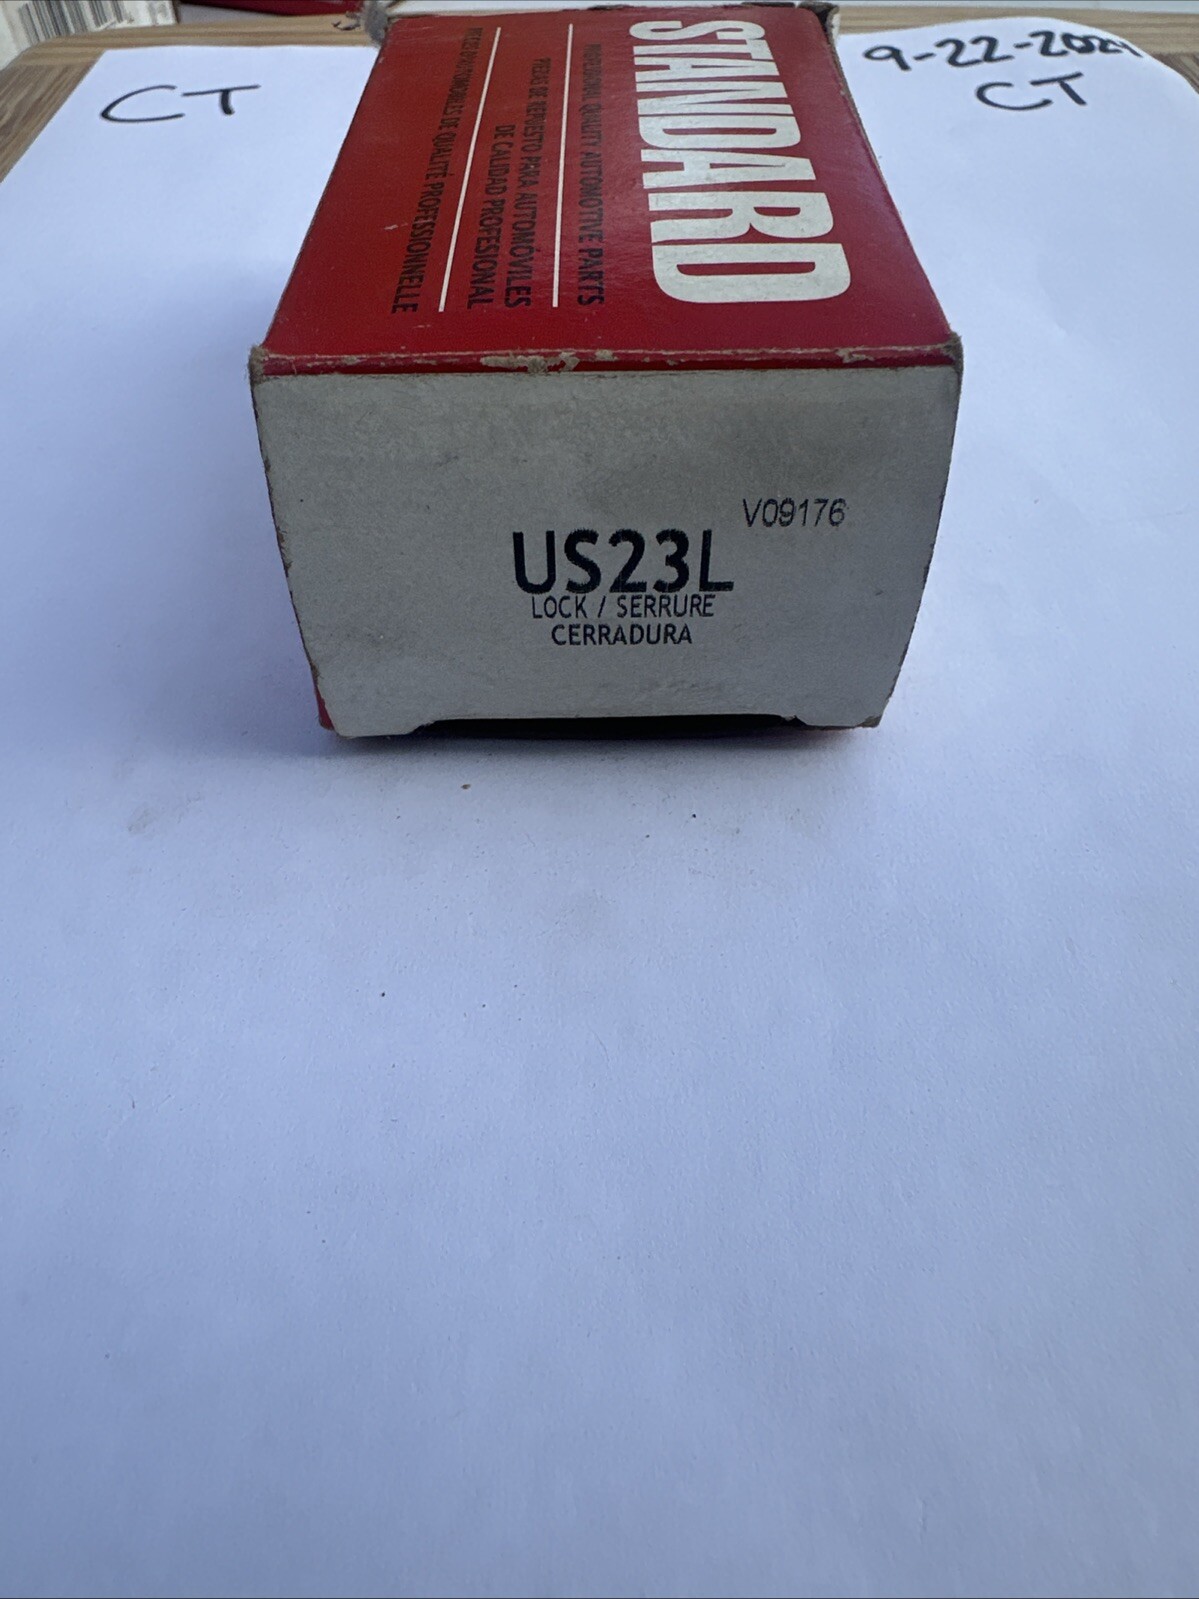 CT
9-22-2024
CT
STANDARD
PROFESSIONAL QUALITY AUTOMOTIVE PARTS
PIEZAS DE REPUESTO PARA AUTOMÓVILES
DE CALIDAD PROFESIONAL
PIÈCES D'AUTOMOBILES DE QUALITÉ PROFESSIONNELLE
V09176
US23L
LOCK / SERRURE
CERRADURA